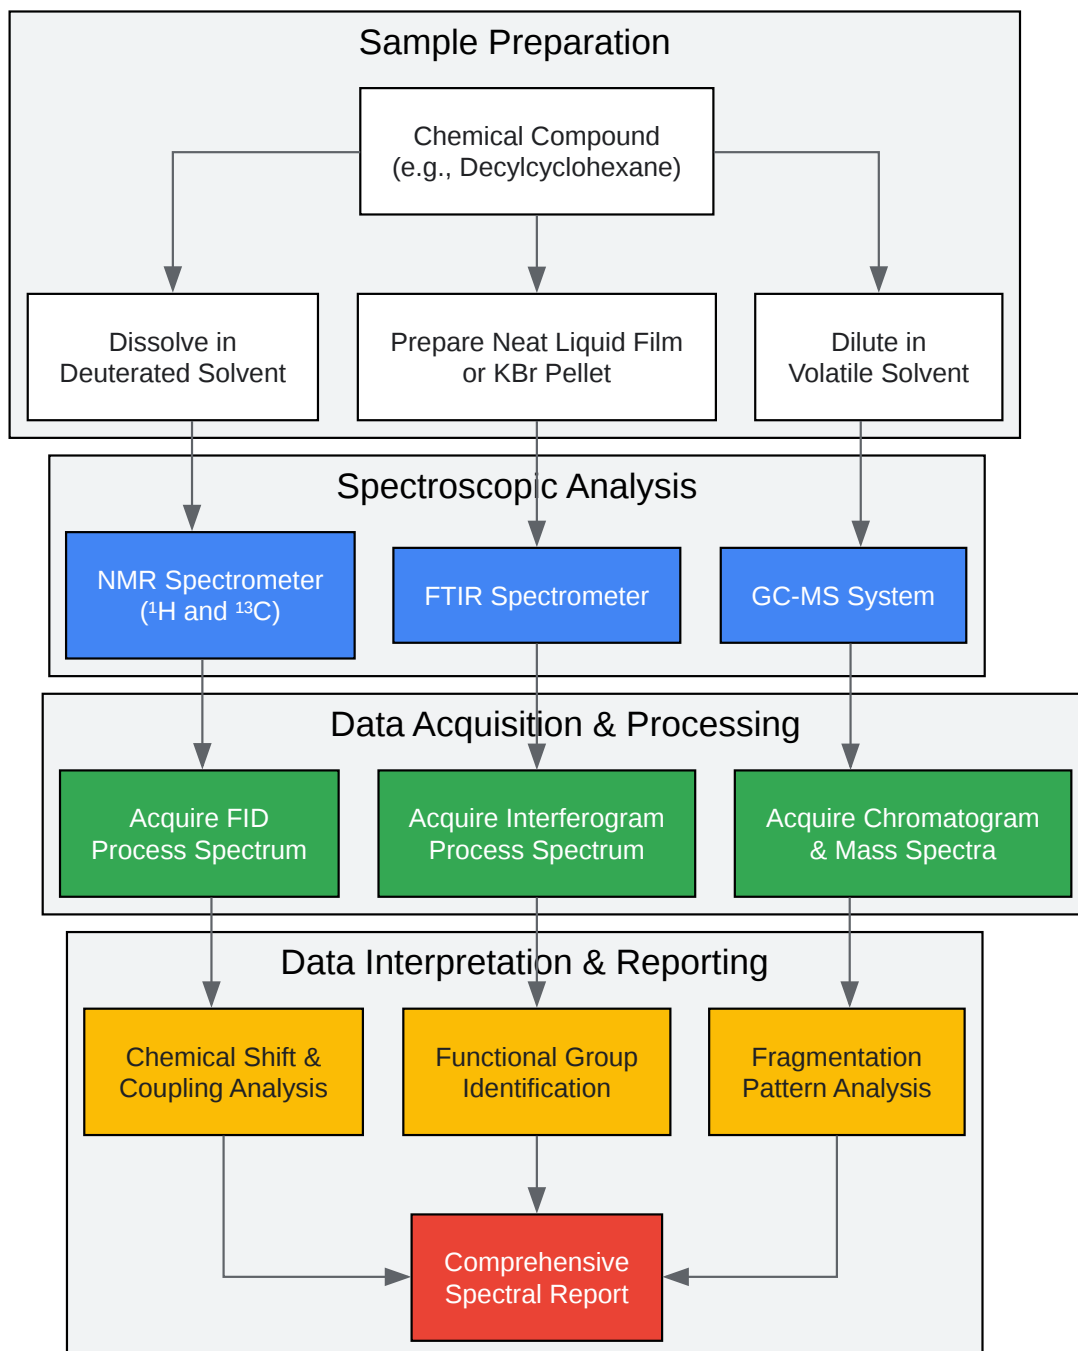 Sample Preparation
Chemical Compound
(e.g., Decylcyclohexane)
Dissolve in
Deuterated Solvent
Prepare Neat Liquid Film
or KBr Pellet
Dilute in
Volatile Solvent
Spectroscopic Analysis
NMR Spectrometer
(¹H and ¹³C)
FTIR Spectrometer
GC-MS System
Data Acquisition & Processing
Acquire FID
Process Spectrum
Acquire Interferogram
Process Spectrum
Acquire Chromatogram
& Mass Spectra
Data Interpretation & Reporting
Chemical Shift &
Coupling Analysis
Functional Group
Identification
Fragmentation
Pattern Analysis
Comprehensive
Spectral Report